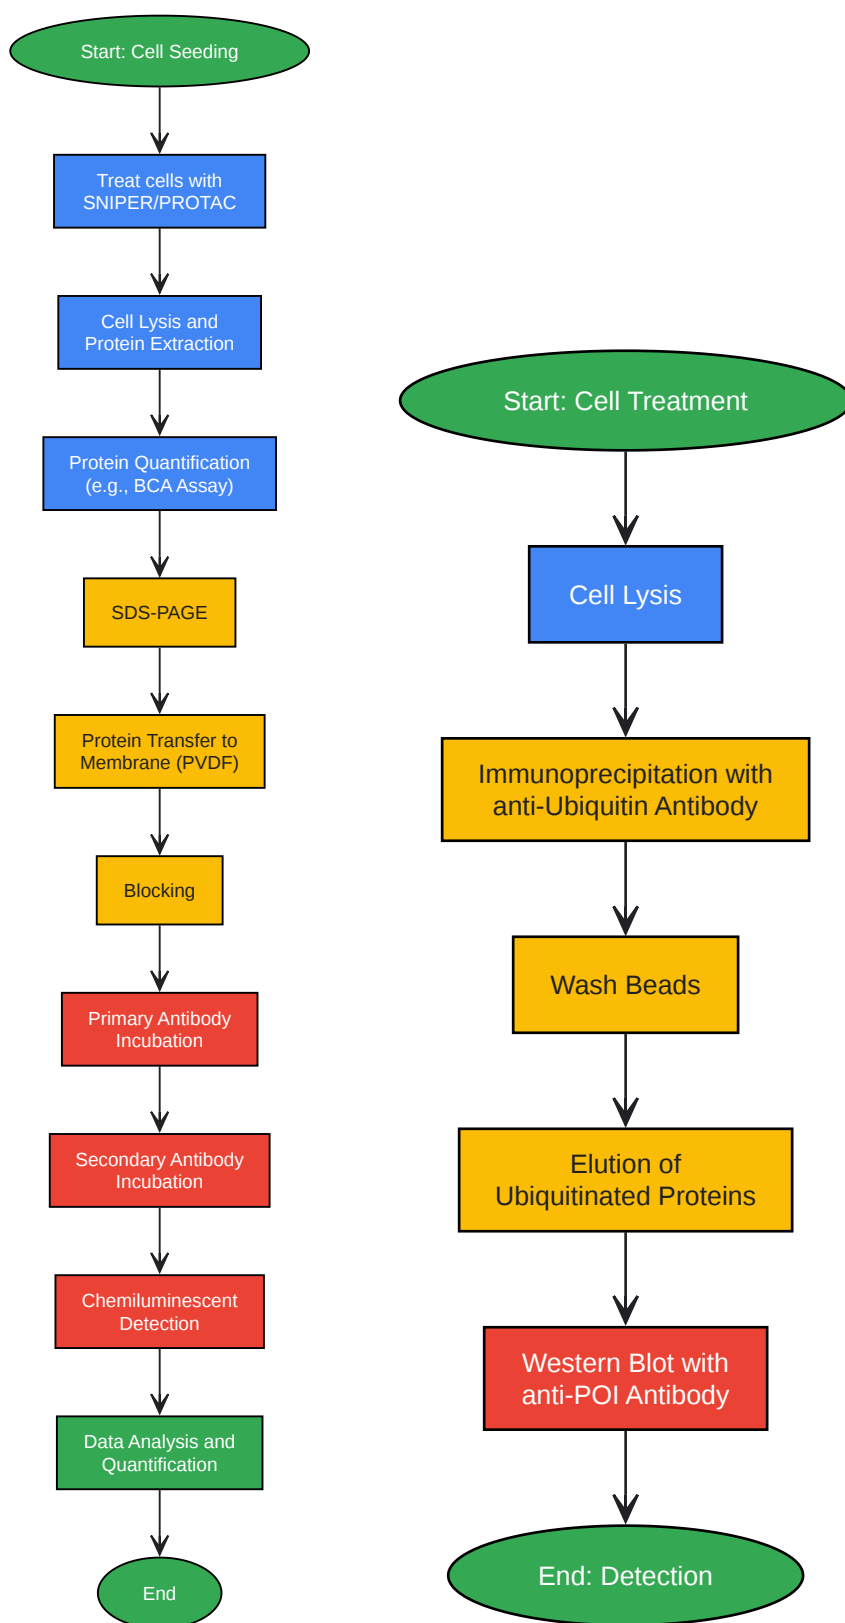 Start: Cell Seeding
Treat cells with
SNIPER/PROTAC
Cell Lysis and
Protein Extraction
Protein Quantification
(e.g., BCA Assay)
SDS-PAGE
Protein Transfer to
Membrane (PVDF)
Blocking
Primary Antibody
Incubation
Secondary Antibody
Incubation
Chemiluminescent
Detection
Data Analysis and
Quantification
End
Start: Cell Treatment
Cell Lysis
Immunoprecipitation with
anti-Ubiquitin Antibody
Wash Beads
Elution of
Ubiquitinated Proteins
Western Blot with
anti-POI Antibody
End: Detection